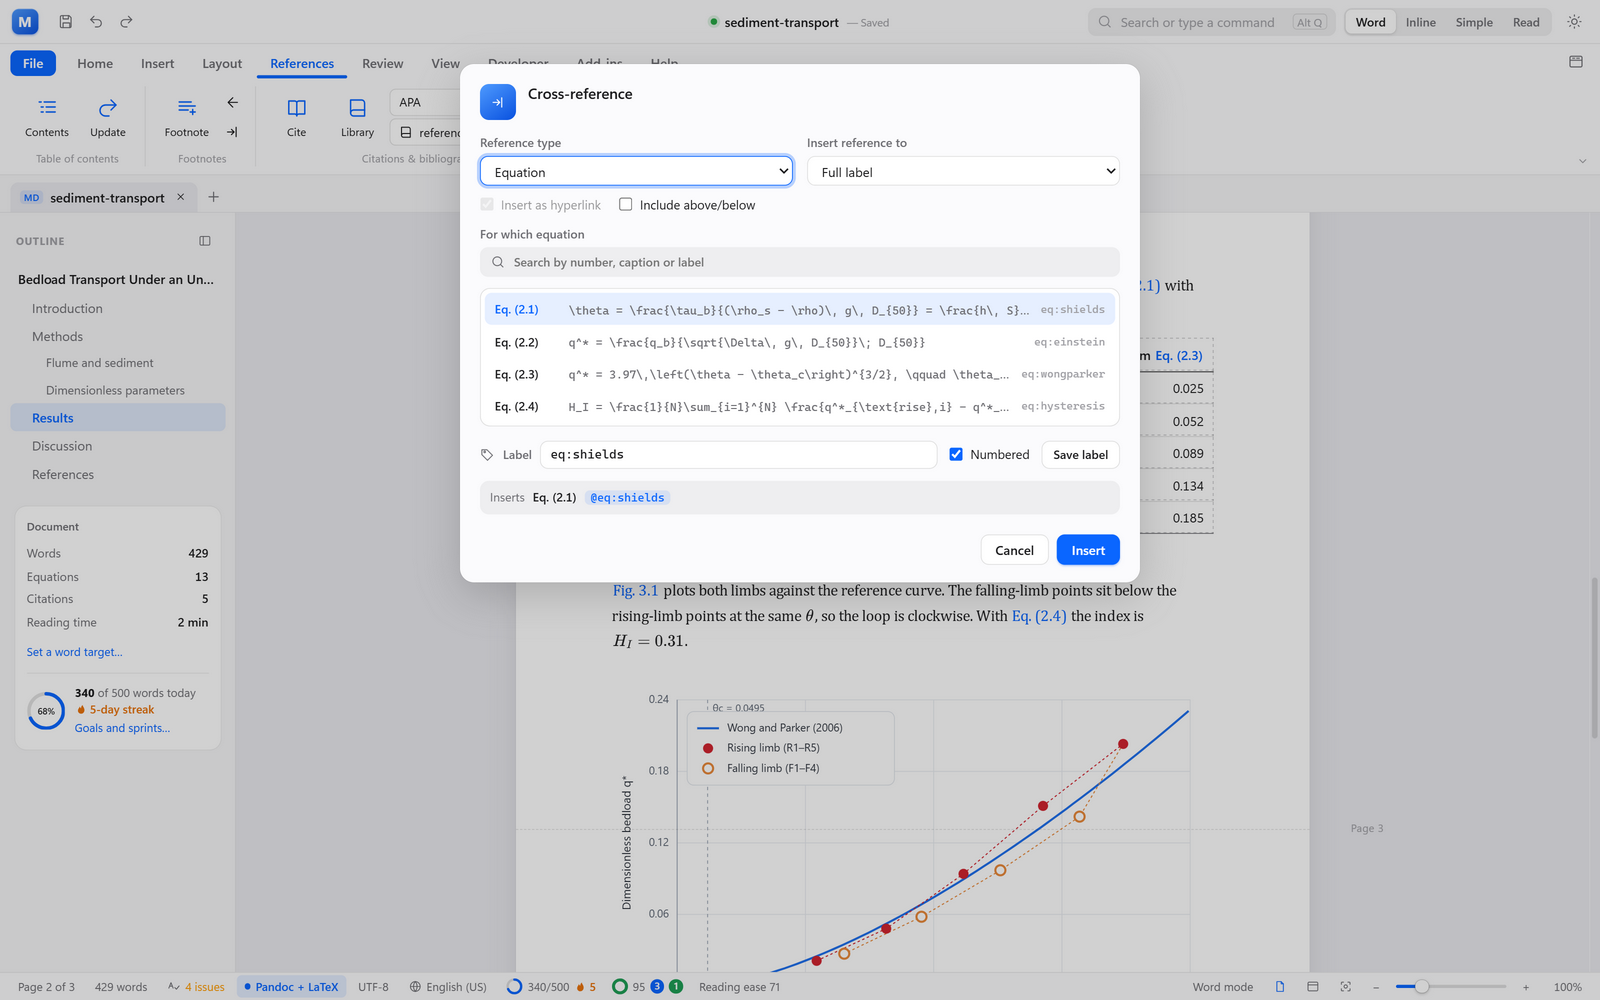 M
sediment-transport — Saved
Search or type a command Alt Q
Word Inline Simple Read
File Home Insert Layout References Review View Developer Add-ins Help
Contents Update
Table of contents
Footnote
Footnotes
Cite Library
APA
Citations & bibliogra
MD sediment-transport
OUTLINE
Bedload Transport Under an Un...
Introduction
Methods
Flume and sediment
Dimensionless parameters
Results
Discussion
References
Document
Words 429
Equations 13
Citations 5
Reading time 2 min
Set a word target...
340 of 500 words today
68%
5-day streak
Goals and sprints...
Cross-reference
Reference type
Equation
Insert reference to
Full label
Insert as hyperlink
Include above/below
For which equation
Search by number, caption or label
Eq. (2.1) \theta = \frac{\tau_b}{(\rho_s - \rho)\, g\, D_{50}} = \frac{h\, S}... eq:shields
Eq. (2.2) q^* = \frac{q_b}{\sqrt{\Delta\, g\, D_{50}}\; D_{50}} eq:einstein
Eq. (2.3) q^* = 3.97\,\left(\theta - \theta_c\right)^{3/2}, \qquad \theta_... eq:wongparker
Eq. (2.4) H_I = \frac{1}{N}\sum_{i=1}^{N} \frac{q^*_{\text{rise},i} - q^*_... eq:hysteresis
Label eq:shields
Numbered
Save label
Inserts Eq. (2.1) @eq:shields
Cancel Insert
2.1) with
m Eq. (2.3)
0.025
0.052
0.089
0.134
0.185
Fig. 3.1 plots both limbs against the reference curve. The falling-limb points sit below the
rising-limb points at the same θ, so the loop is clockwise. With Eq. (2.4) the index is
H_I = 0.31.
0.24
0.18
0.12
0.06
Dimensionless bedload q*
θc = 0.0495
Wong and Parker (2006)
Rising limb (R1–R5)
Falling limb (F1–F4)
Page 3
Page 2 of 3 429 words 4 issues Pandoc + LaTeX UTF-8 English (US) 340/500 5 95 3 1 Reading ease 71 Word mode − + 100%